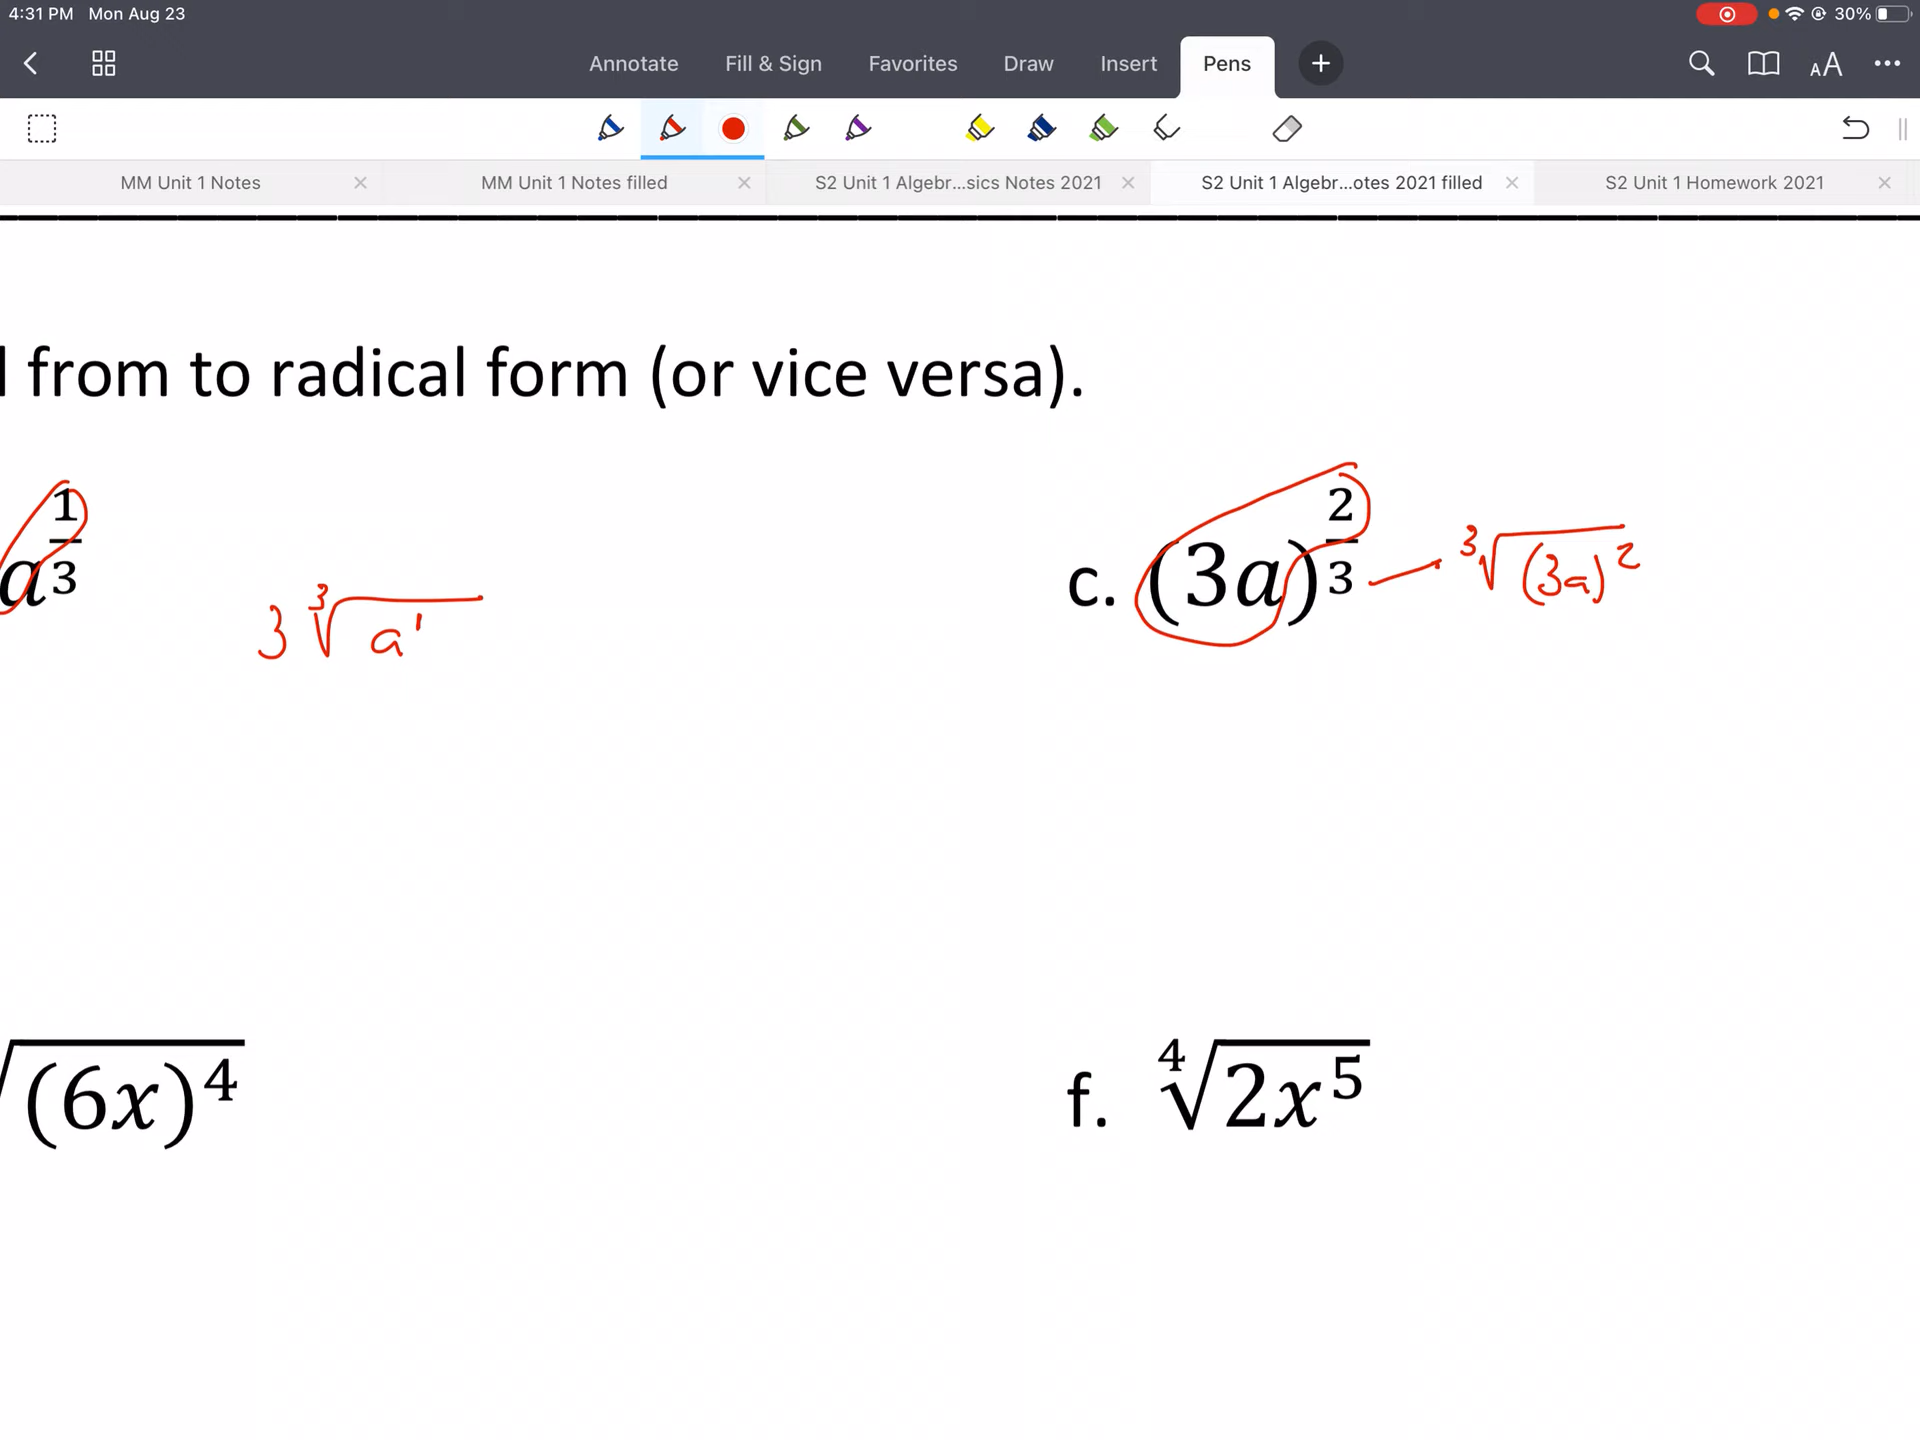 4:31 PM Mon Aug 23 30%
Annotate Fill & Sign Favorites Draw Insert Pens + AA
MM Unit 1 Notes × MM Unit 1 Notes filled × S2 Unit 1 Algebr...sics Notes 2021 × S2 Unit 1 Algebr...otes 2021 filled × S2 Unit 1 Homework 2021 ×
from to radical form (or vice versa).
a^(1/3) 3∛(a¹)
c. (3a)^(2/3) — ∛((3a)²)
√((6x)⁴)
f. ⁴√(2x⁵)